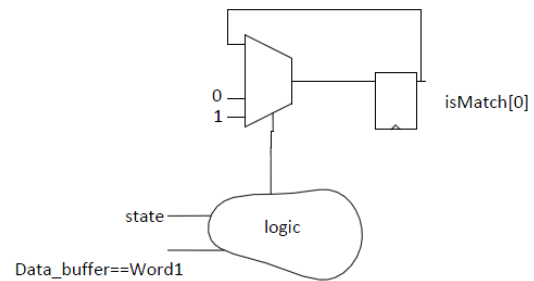 0
1
isMatch[0]
state
logic
Data_buffer==Word1